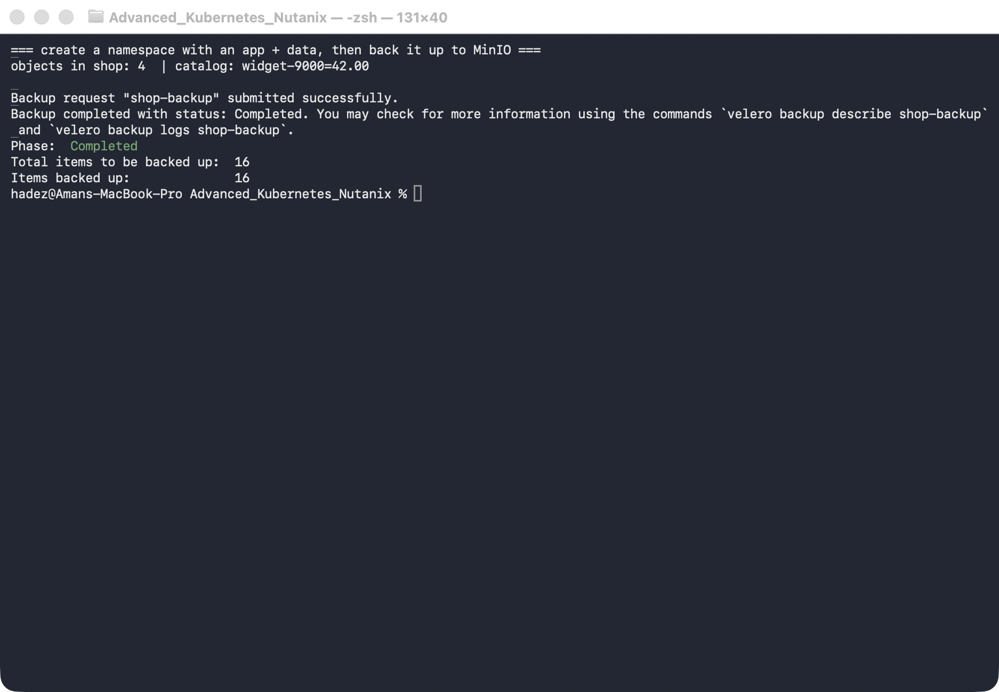 Advanced_Kubernetes_Nutanix — -zsh — 131×40
=== create a namespace with an app + data, then back it up to MinIO ===
objects in shop: 4  | catalog: widget-9000=42.00
_
Backup request "shop-backup" submitted successfully.
Backup completed with status: Completed. You may check for more information using the commands `velero backup describe shop-backup`
 and `velero backup logs shop-backup`.
Phase:  Completed
Total items to be backed up:  16
Items backed up:              16
hadez@Amans-MacBook-Pro Advanced_Kubernetes_Nutanix %